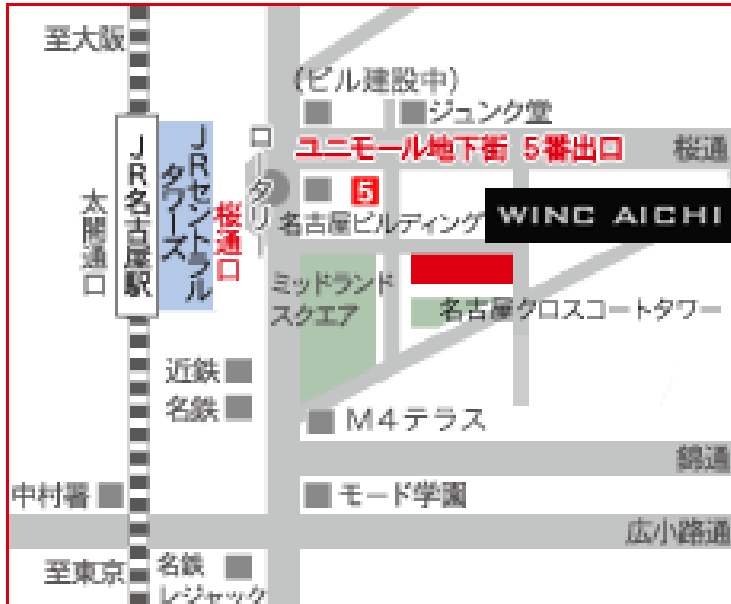 至大阪
(ビル建設中)
ジュンク堂
ユニモール地下街 5番出口
桜通
JR名古屋駅
JRセントラル
タワーズ
ロータリー
桜通口
太閤通口
5
名古屋ビルディング
WINC AICHI
ミッドランド
スクエア
名古屋クロスコートタワー
近鉄
名鉄
M4テラス
錦通
中村署
モード学園
広小路通
至東京
名鉄
レジャック